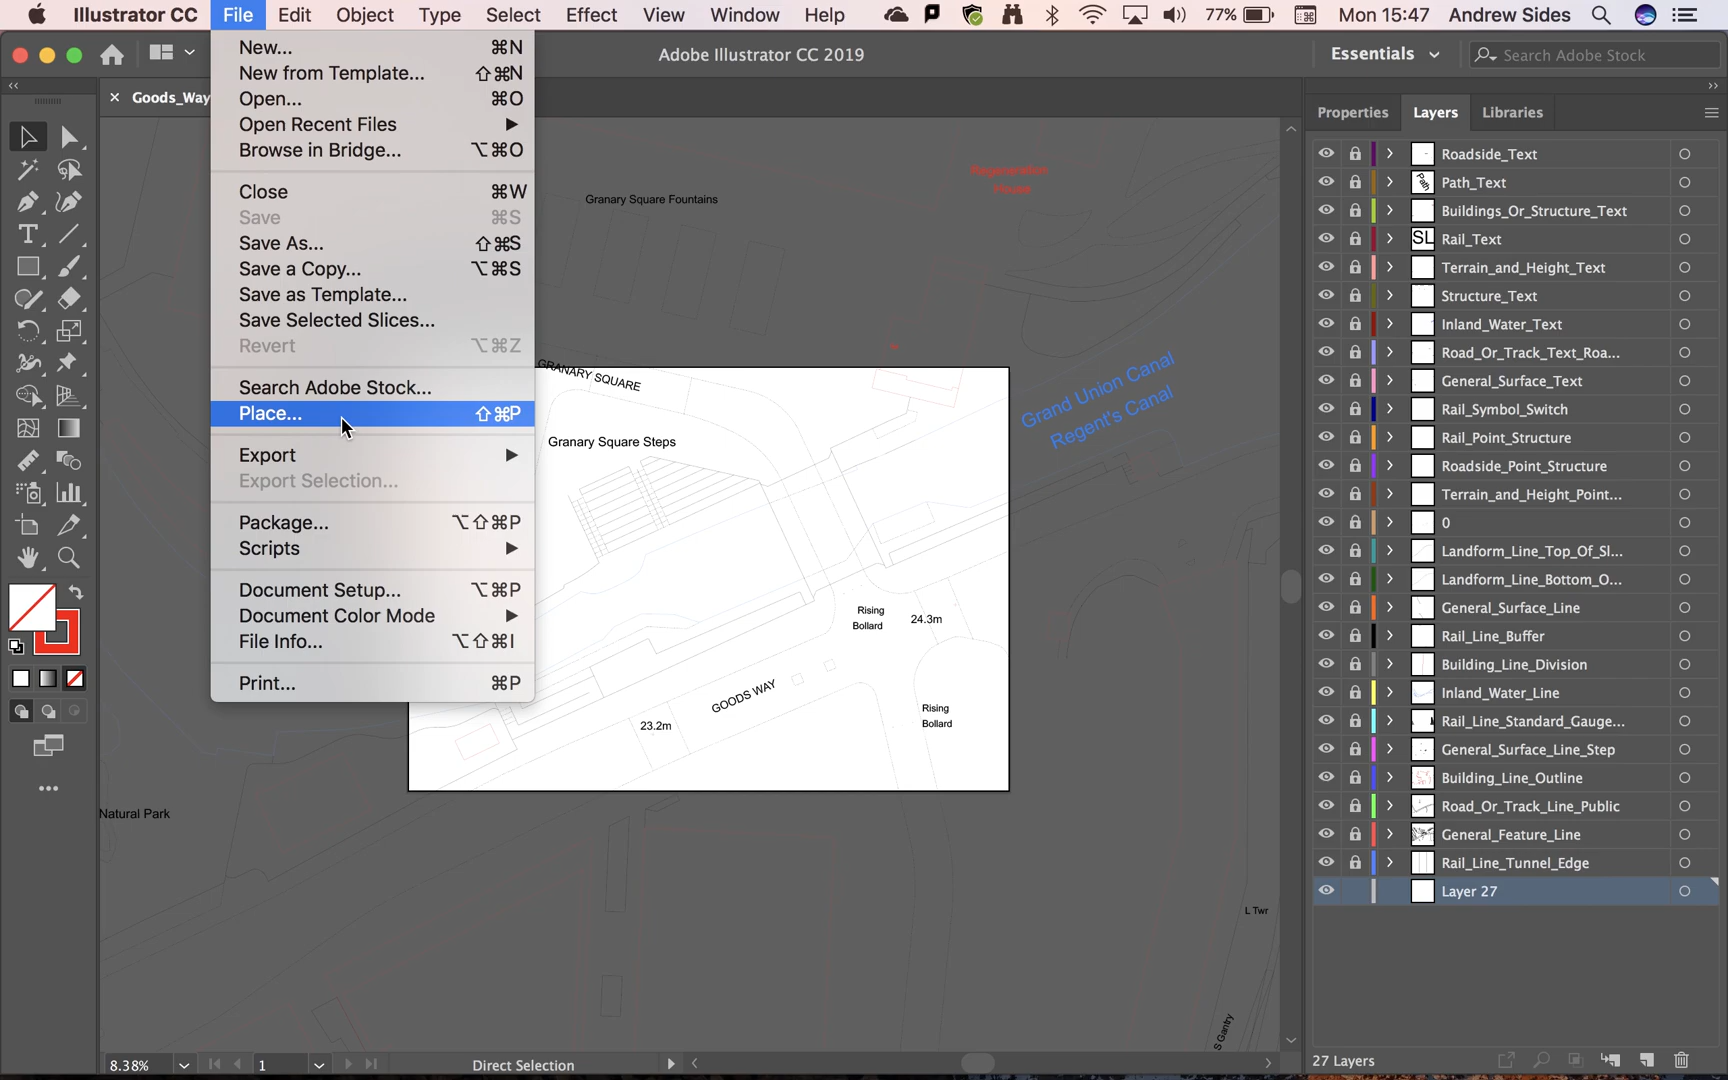 Illustrator CC File Edit Object Type Select Effect View Window Help 77% Mon 15:47 Andrew Sides
Adobe Illustrator CC 2019
Essentials
Search Adobe Stock
Goods_Way
New... ⌘N
New from Template... ⇧⌘N
Open... ⌘O
Open Recent Files
Browse in Bridge... ⌥⌘O
Close ⌘W
Save ⌘S
Save As... ⇧⌘S
Save a Copy... ⌥⌘S
Save as Template...
Save Selected Slices...
Revert ⌥⌘Z
Search Adobe Stock...
Place... ⇧⌘P
Export
Export Selection...
Package... ⌥⇧⌘P
Scripts
Document Setup... ⌥⌘P
Document Color Mode
File Info... ⌥⇧⌘I
Print... ⌘P
Regeneration
House
Granary Square Fountains
GRANARY SQUARE
Granary Square Steps
Grand Union Canal
Regent's Canal
Rising
Bollard
24.3m
GOODS WAY
23.2m
Rising
Bollard
Natural Park
L Twr
S Gantry
Properties Layers Libraries
Roadside_Text
Path_Text
Buildings_Or_Structure_Text
SL Rail_Text
Terrain_and_Height_Text
Structure_Text
Inland_Water_Text
Road_Or_Track_Text_Roa...
General_Surface_Text
Rail_Symbol_Switch
Rail_Point_Structure
Roadside_Point_Structure
Terrain_and_Height_Point...
0
Landform_Line_Top_Of_Sl...
Landform_Line_Bottom_O...
General_Surface_Line
Rail_Line_Buffer
Building_Line_Division
Inland_Water_Line
Rail_Line_Standard_Gauge...
General_Surface_Line_Step
Building_Line_Outline
Road_Or_Track_Line_Public
General_Feature_Line
Rail_Line_Tunnel_Edge
Layer 27
27 Layers
8.38% 1 Direct Selection